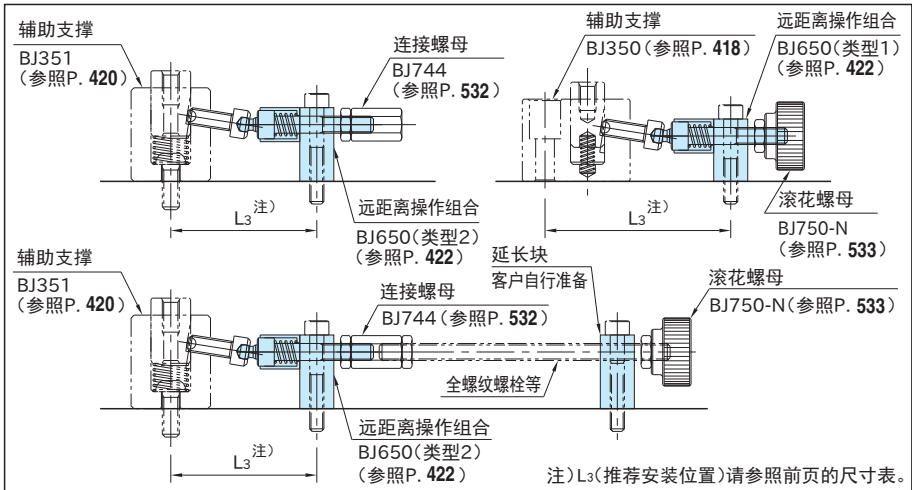 辅助支撑
BJ351
（参照P. 420）
连接螺母
BJ744
（参照P. 532）
L3注）
远距离操作组合
BJ650（类型2）
（参照P. 422）
辅助支撑
BJ350（参照P. 418）
远距离操作组合
BJ650（类型1）
（参照P. 422）
L3注）
滚花螺母
BJ750-N
（参照P. 533）
辅助支撑
BJ351
（参照P. 420）
连接螺母
BJ744（参照P. 532）
延长块
客户自行准备
滚花螺母
BJ750-N（参照P. 533）
全螺纹螺栓等
L3注）
远距离操作组合
BJ650（类型2）
（参照P. 422）
注）L3（推荐安装位置）请参照前页的尺寸表。